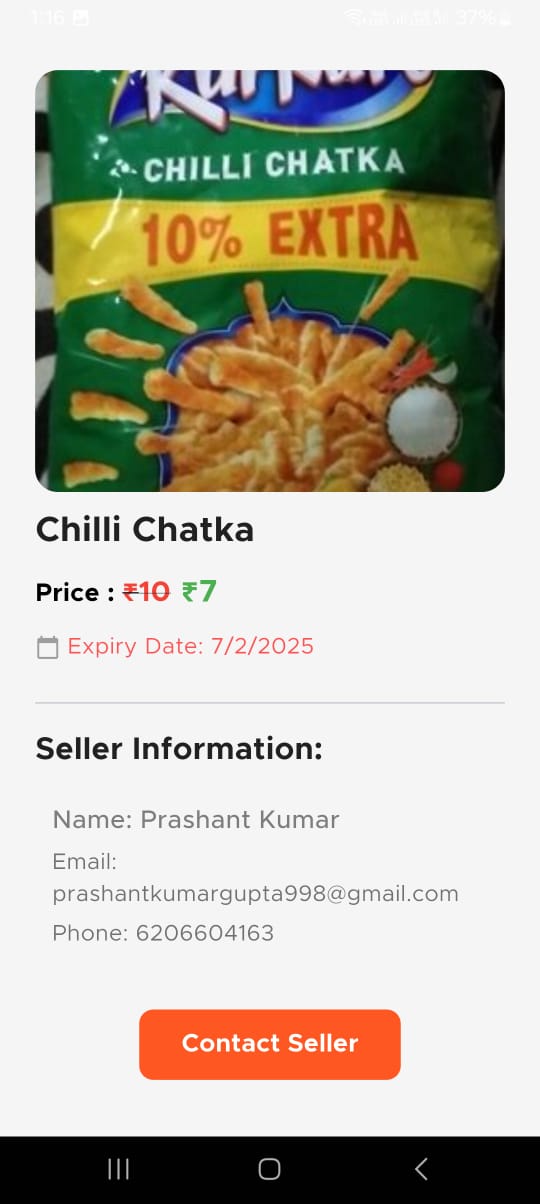 1:16
37%
Kurkure
CHILLI CHATKA
10% EXTRA
Chilli Chatka
Price : ₹10 ₹7
Expiry Date: 7/2/2025
Seller Information:
Name: Prashant Kumar
Email:
prashantkumargupta998@gmail.com
Phone: 6206604163
Contact Seller